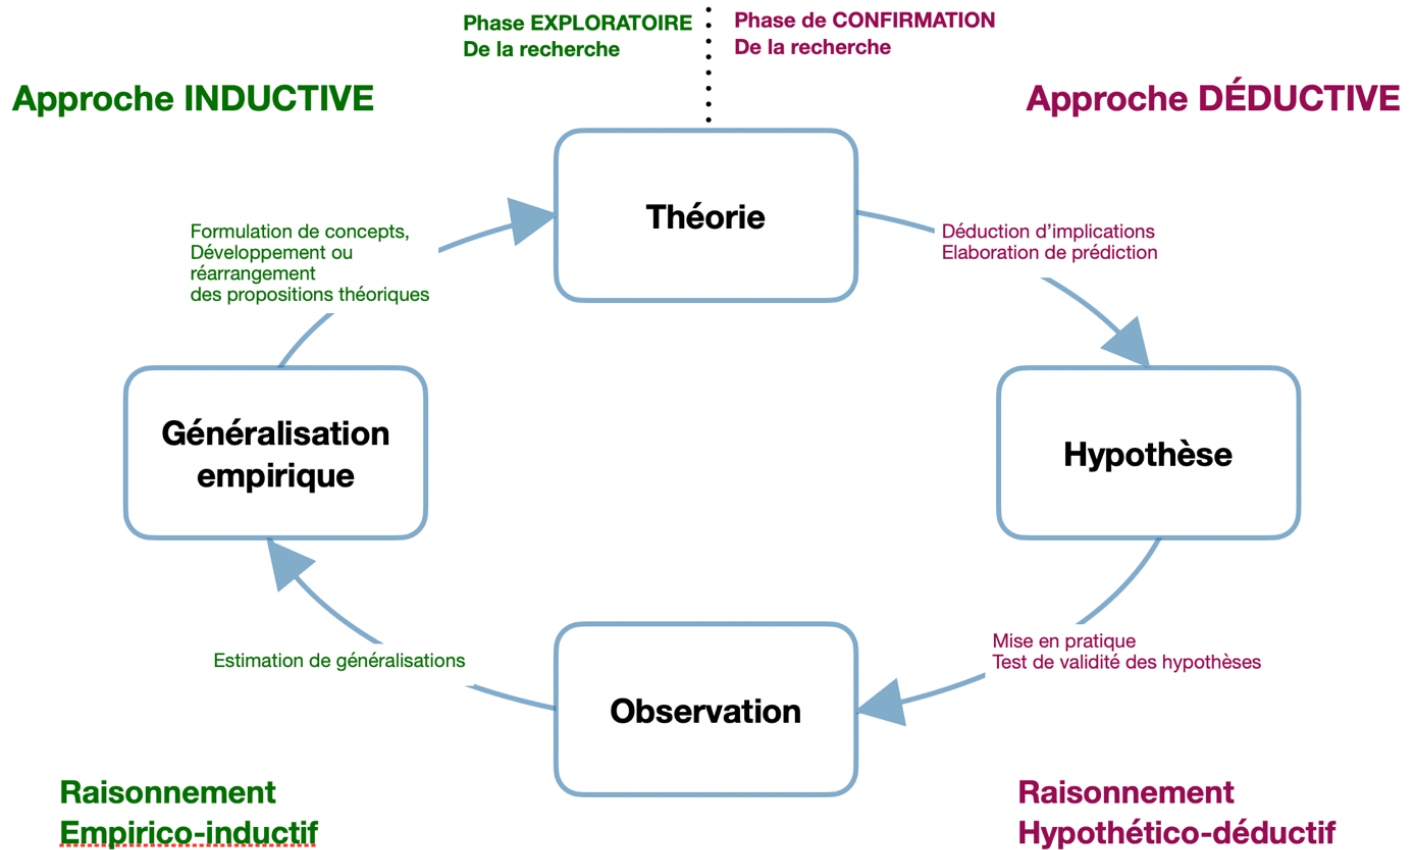 Phase EXPLORATOIRE
De la recherche
Phase de CONFIRMATION
De la recherche
Approche INDUCTIVE
Approche DÉDUCTIVE
Théorie
Formulation de concepts,
Développement ou
réarrangement
des propositions théoriques
Déduction d’implications
Elaboration de prédiction
Généralisation
empirique
Hypothèse
Estimation de généralisations
Mise en pratique
Test de validité des hypothèses
Observation
Raisonnement
Empirico-inductif
Raisonnement
Hypothético-déductif